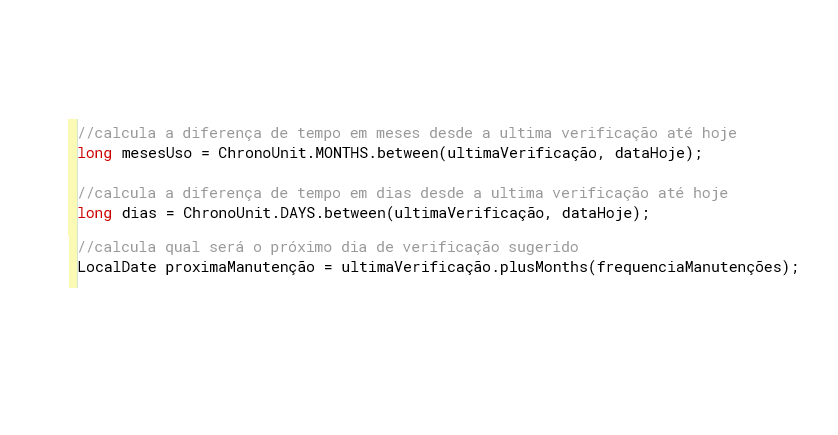 //calcula a diferença de tempo em meses desde a ultima verificação até hoje
long mesesUso = ChronoUnit.MONTHS.between(ultimaVerificação, dataHoje);
//calcula a diferença de tempo em dias desde a ultima verificação até hoje
long dias = ChronoUnit.DAYS.between(ultimaVerificação, dataHoje);
//calcula qual será o próximo dia de verificação sugerido
LocalDate proximaManutenção = ultimaVerificação.plusMonths(frequenciaManutenções);